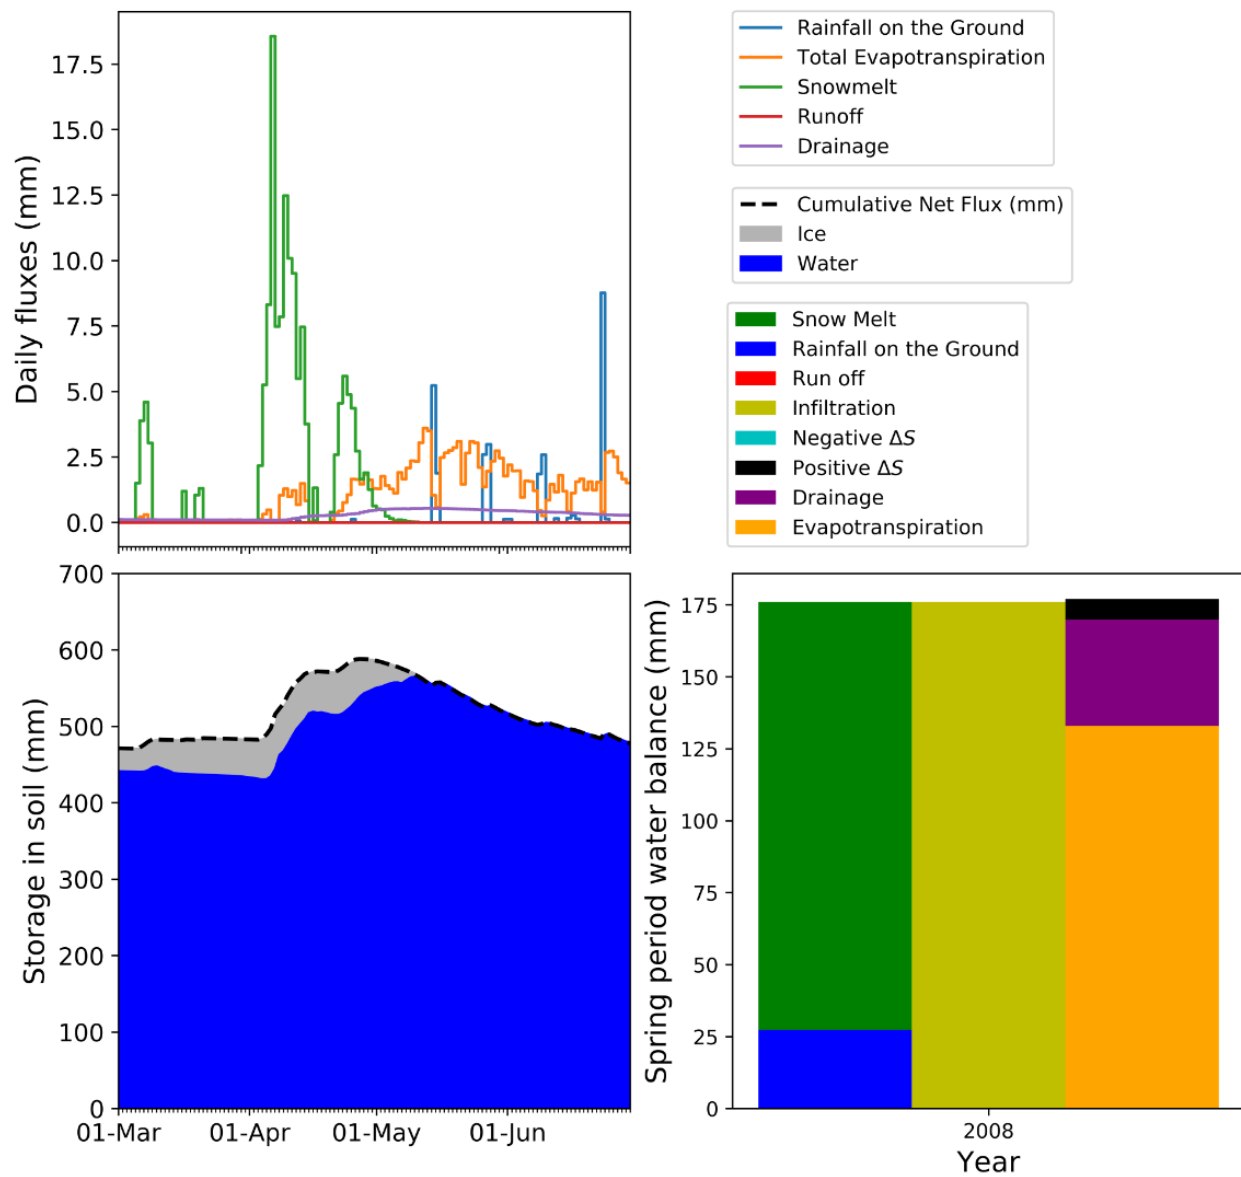 Daily fluxes (mm)
17.5
15.0
12.5
10.0
7.5
5.0
2.5
0.0
Rainfall on the Ground
Total Evapotranspiration
Snowmelt
Runoff
Drainage
Cumulative Net Flux (mm)
Ice
Water
Snow Melt
Rainfall on the Ground
Run off
Infiltration
Negative ΔS
Positive ΔS
Drainage
Evapotranspiration
Storage in soil (mm)
700
600
500
400
300
200
100
0
01-Mar 01-Apr 01-May 01-Jun
Spring period water balance (mm)
175
150
125
100
75
50
25
0
2008
Year